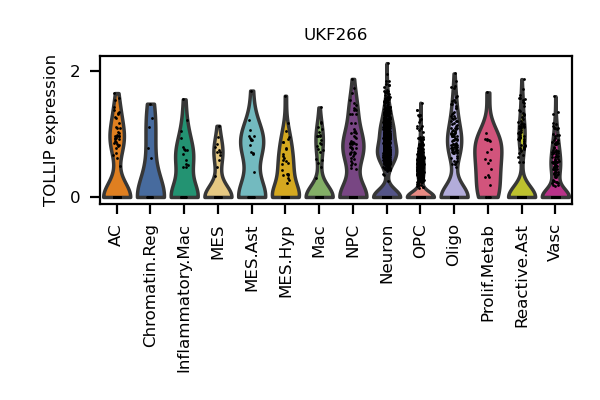 UKF266
TOLLIP expression
2
0
AC
Chromatin.Reg
Inflammatory.Mac
MES
MES.Ast
MES.Hyp
Mac
NPC
Neuron
OPC
Oligo
Prolif.Metab
Reactive.Ast
Vasc